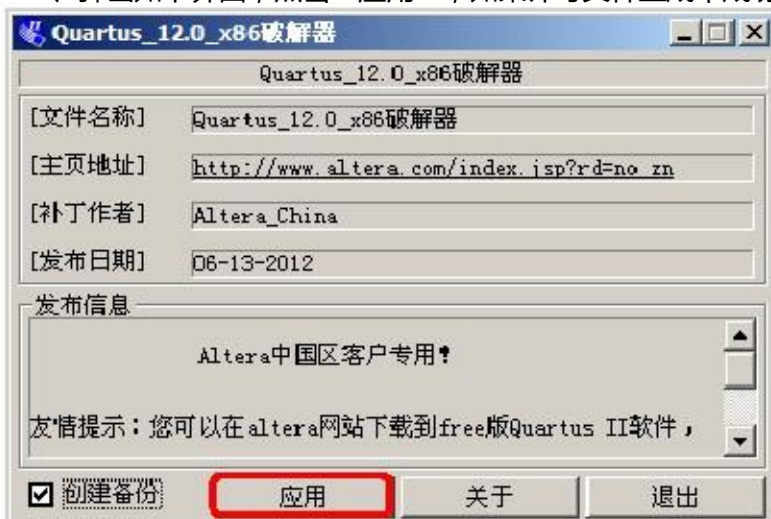 Quartus_12.0_x86破解器
Quartus_12.0_x86破解器
[文件名称] Quartus_12.0_x86破解器
[主页地址] http://www.altera.com/index.jsp?rd=no_zn
[补丁作者] Altera_China
[发布日期] 06-13-2012
发布信息
Altera中国区客户专用!
友情提示:您可以在altera网站下载到free版Quartus II软件,
创建备份 应用 关于 退出